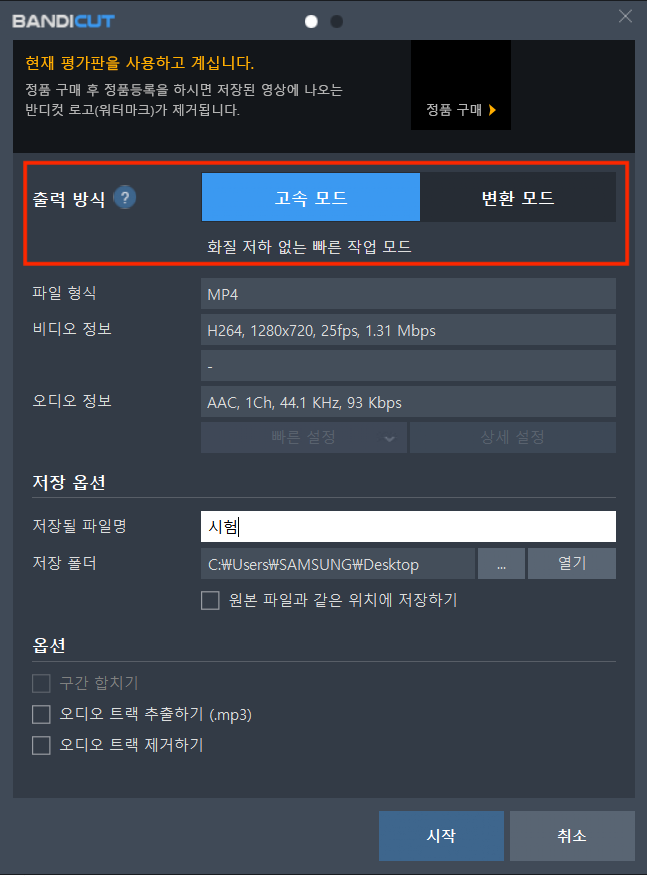 BANDICUT
현재 평가판을 사용하고 계십니다.
정품 구매 후 정품등록을 하시면 저장된 영상에 나오는
반디컷 로고(워터마크)가 제거됩니다.
정품 구매
출력 방식 ?
고속 모드
변환 모드
화질 저하 없는 빠른 작업 모드
파일 형식
MP4
비디오 정보
H264, 1280x720, 25fps, 1.31 Mbps
-
오디오 정보
AAC, 1Ch, 44.1 KHz, 93 Kbps
빠른 설정
상세 설정
저장 옵션
저장될 파일명
시험
저장 폴더
C:₩Users₩SAMSUNG₩Desktop
...
열기
원본 파일과 같은 위치에 저장하기
옵션
구간 합치기
오디오 트랙 추출하기 (.mp3)
오디오 트랙 제거하기
시작
취소